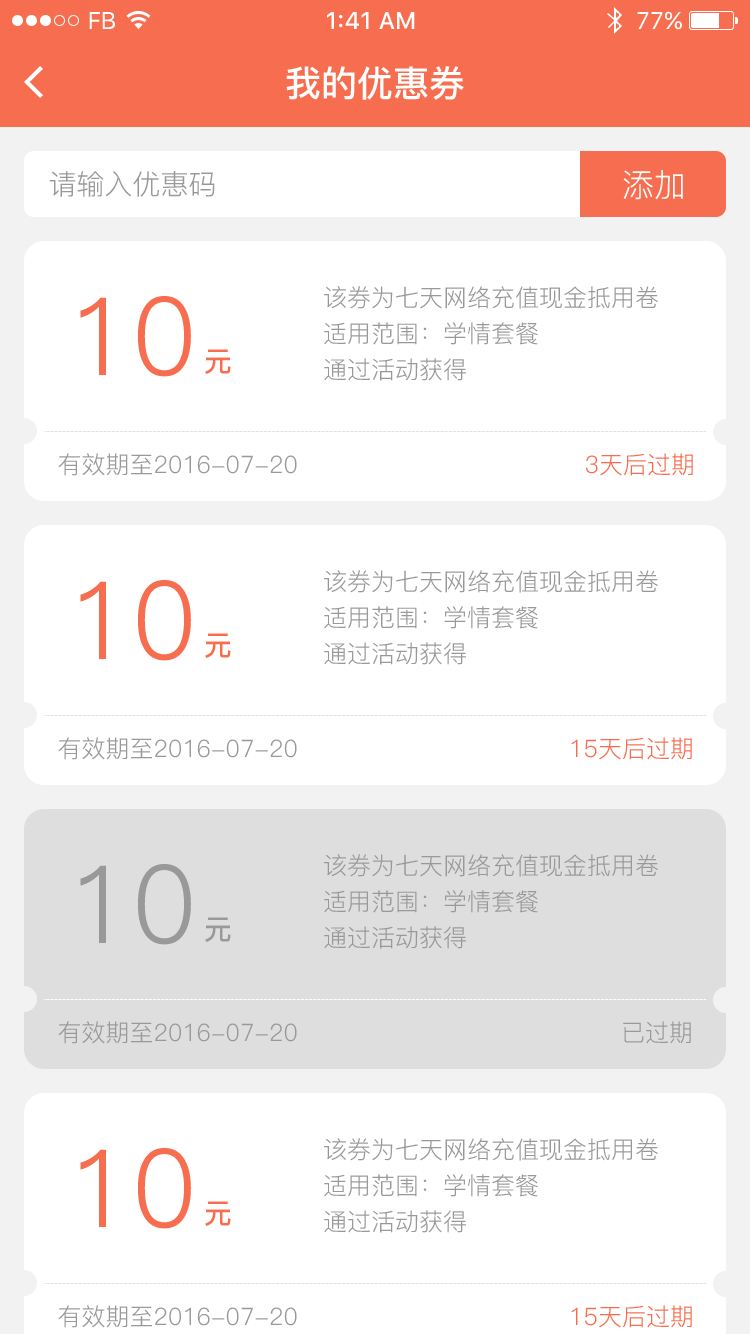 FB 1:41 AM 77%
我的优惠券
请输入优惠码 添加
该券为七天网络充值现金抵用卷
10元 适用范围：学情套餐
通过活动获得
有效期至2016-07-20 3天后过期
该券为七天网络充值现金抵用卷
10元 适用范围：学情套餐
通过活动获得
有效期至2016-07-20 15天后过期
该券为七天网络充值现金抵用卷
10元 适用范围：学情套餐
通过活动获得
有效期至2016-07-20 已过期
该券为七天网络充值现金抵用卷
10元 适用范围：学情套餐
通过活动获得
有效期至2016-07-20 15天后过期